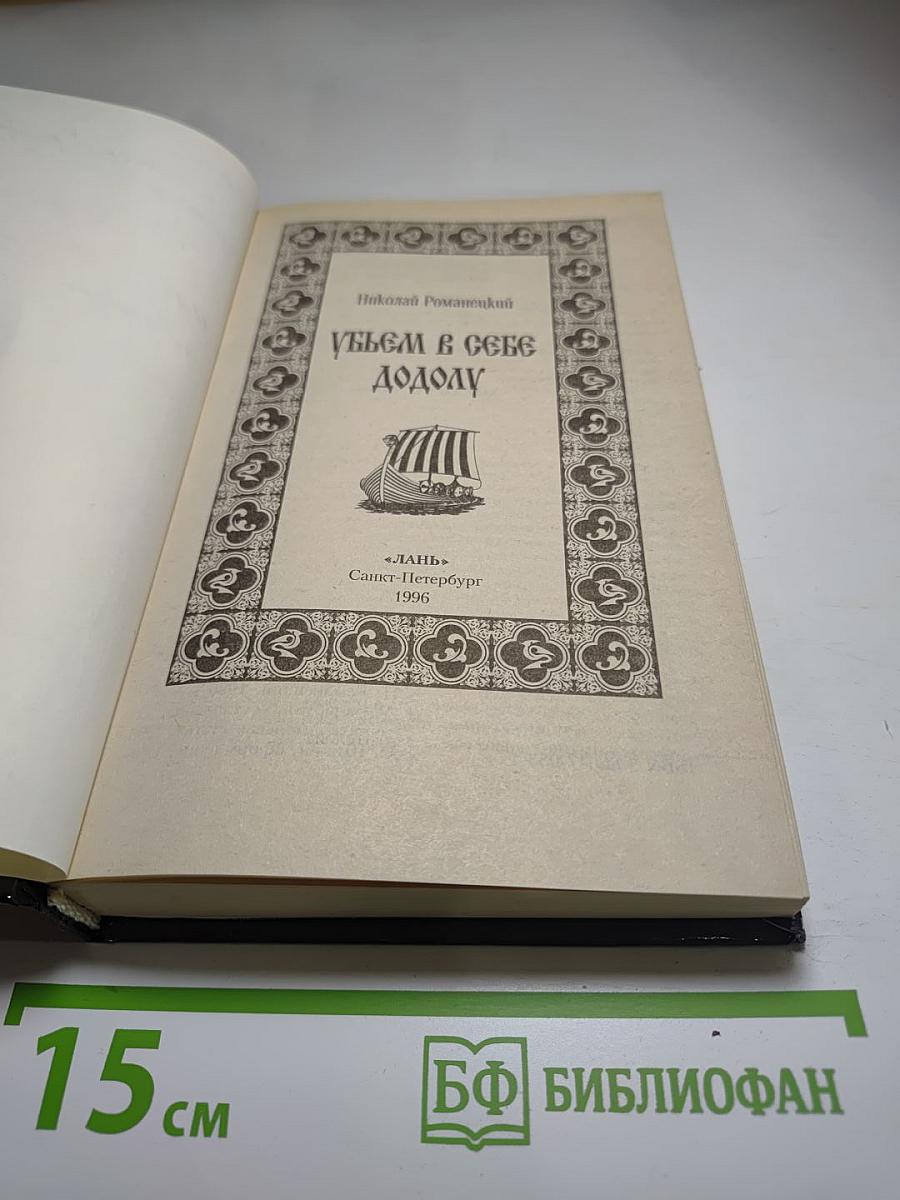 Николай Романецкий
УБЬЕМ В СЕБЕ
ДОДОЛУ
«ЛАНЬ»
Санкт-Петербург
1996
15 см
БФ БИБЛИОФАН